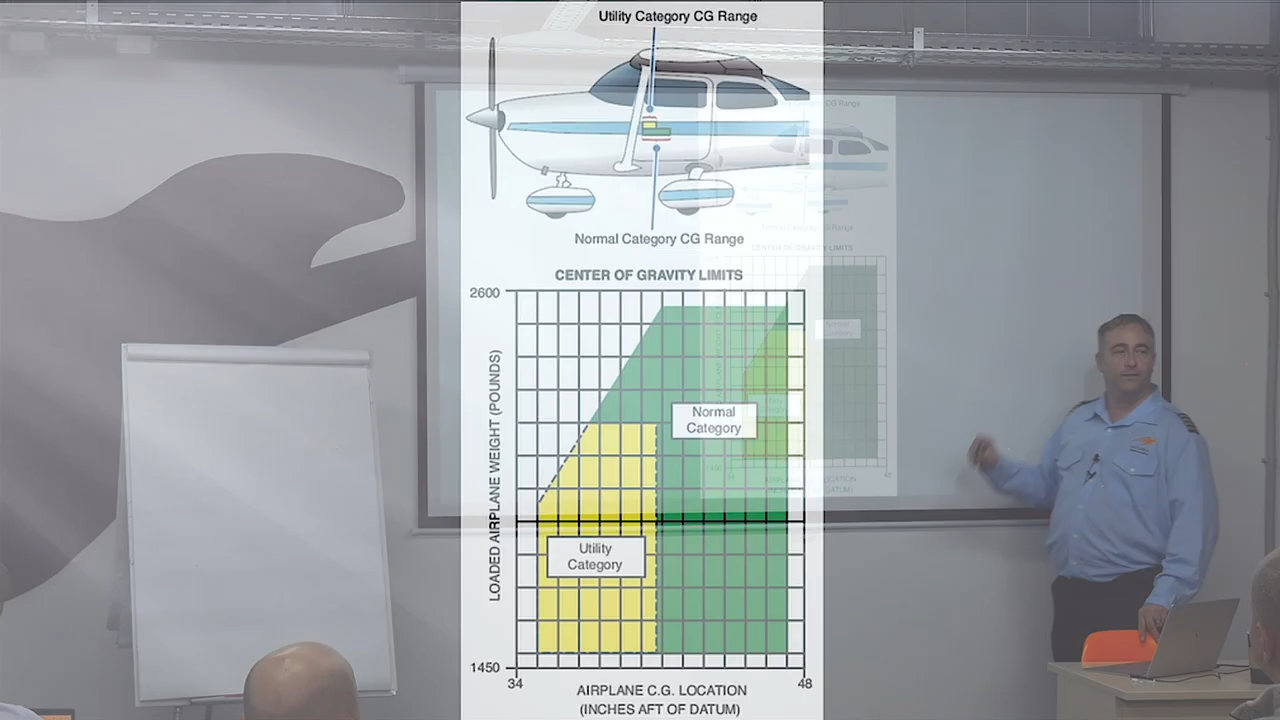 Utility Category CG Range
Normal Category CG Range
CENTER OF GRAVITY LIMITS
2600
LOADED AIRPLANE WEIGHT (POUNDS)
Normal
Category
Utility
Category
1450
34
48
AIRPLANE C.G. LOCATION
(INCHES AFT OF DATUM)